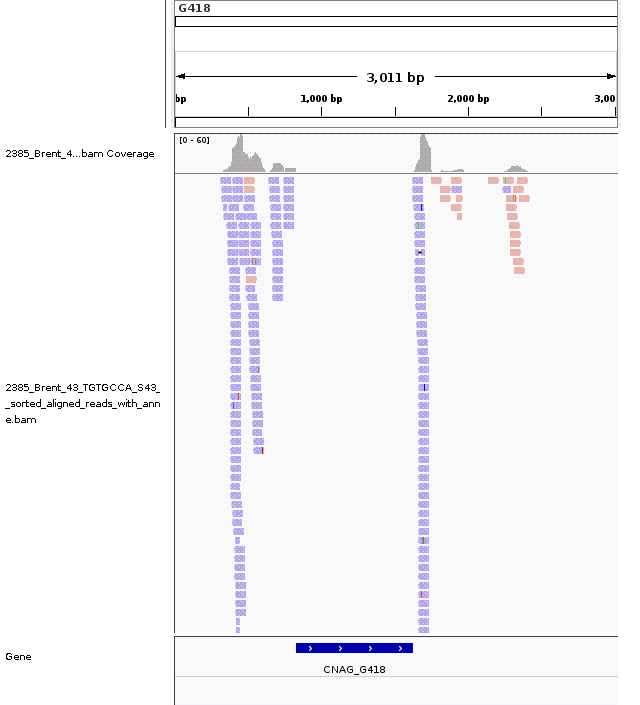 G418
3,011 bp
bp
1,000 bp
2,000 bp
3,00
[0 - 60]
2385_Brent_4...bam Coverage
2385_Brent_43_TGTGCCA_S43_
_sorted_aligned_reads_with_ann
e.bam
Gene
CNAG_G418